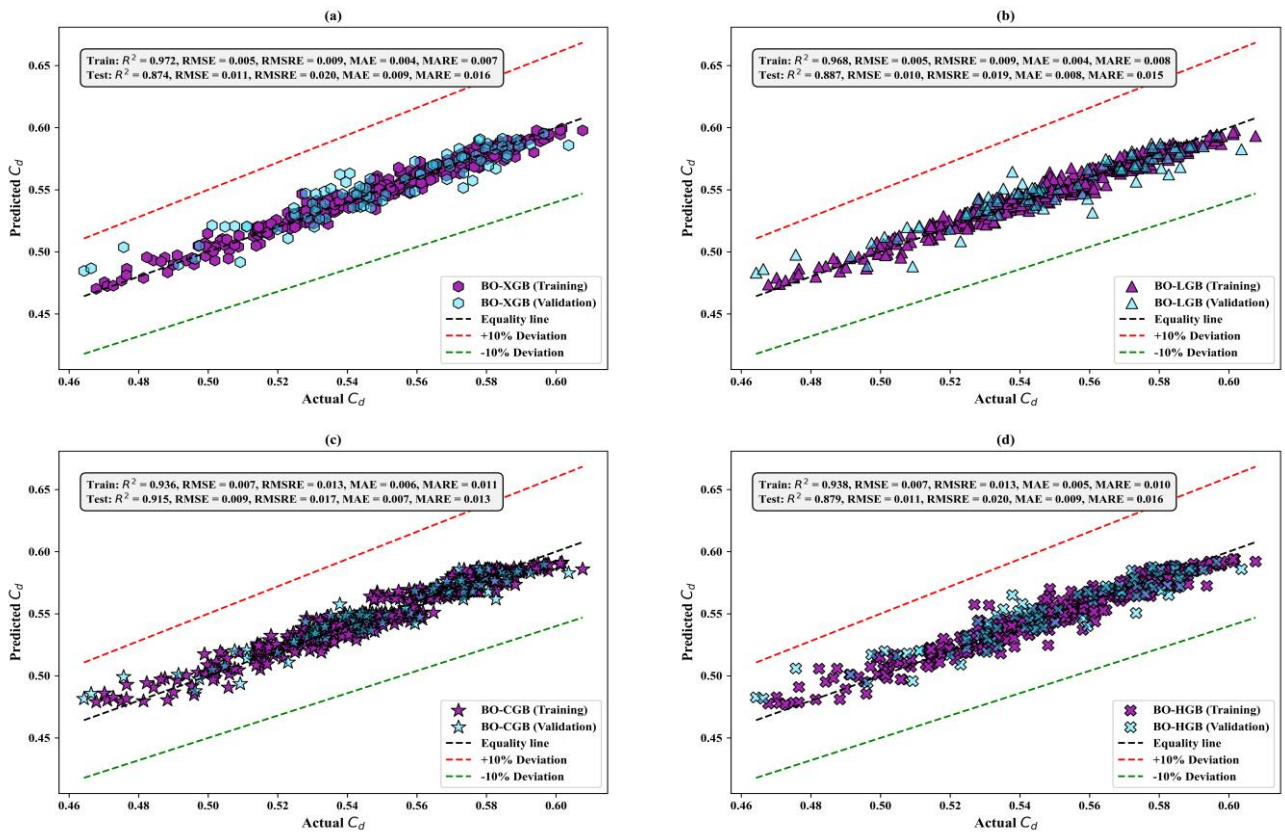 (a)
Train: R² = 0.972, RMSE = 0.005, RMSRE = 0.009, MAE = 0.004, MARE = 0.007
Test: R² = 0.874, RMSE = 0.011, RMSRE = 0.020, MAE = 0.009, MARE = 0.016
0.65
0.60
0.55
0.50
0.45
Predicted C_d
BO-XGB (Training)
BO-XGB (Validation)
Equality line
+10% Deviation
-10% Deviation
0.46 0.48 0.50 0.52 0.54 0.56 0.58 0.60
Actual C_d
(b)
Train: R² = 0.968, RMSE = 0.005, RMSRE = 0.009, MAE = 0.004, MARE = 0.008
Test: R² = 0.887, RMSE = 0.010, RMSRE = 0.019, MAE = 0.008, MARE = 0.015
0.65
0.60
0.55
0.50
0.45
Predicted C_d
BO-LGB (Training)
BO-LGB (Validation)
Equality line
+10% Deviation
-10% Deviation
0.46 0.48 0.50 0.52 0.54 0.56 0.58 0.60
Actual C_d
(c)
Train: R² = 0.936, RMSE = 0.007, RMSRE = 0.013, MAE = 0.006, MARE = 0.011
Test: R² = 0.915, RMSE = 0.009, RMSRE = 0.017, MAE = 0.007, MARE = 0.013
0.65
0.60
0.55
0.50
0.45
Predicted C_d
BO-CGB (Training)
BO-CGB (Validation)
Equality line
+10% Deviation
-10% Deviation
0.46 0.48 0.50 0.52 0.54 0.56 0.58 0.60
Actual C_d
(d)
Train: R² = 0.938, RMSE = 0.007, RMSRE = 0.013, MAE = 0.005, MARE = 0.010
Test: R² = 0.879, RMSE = 0.011, RMSRE = 0.020, MAE = 0.009, MARE = 0.016
0.65
0.60
0.55
0.50
0.45
Predicted C_d
BO-HGB (Training)
BO-HGB (Validation)
Equality line
+10% Deviation
-10% Deviation
0.46 0.48 0.50 0.52 0.54 0.56 0.58 0.60
Actual C_d